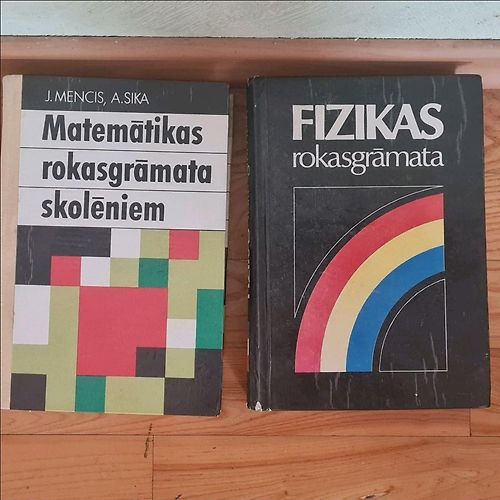 J. MENCIS, A.SIKA
Matemātikas
rokasgrāmata
skolēniem
FIZIKAS
rokasgrāmata